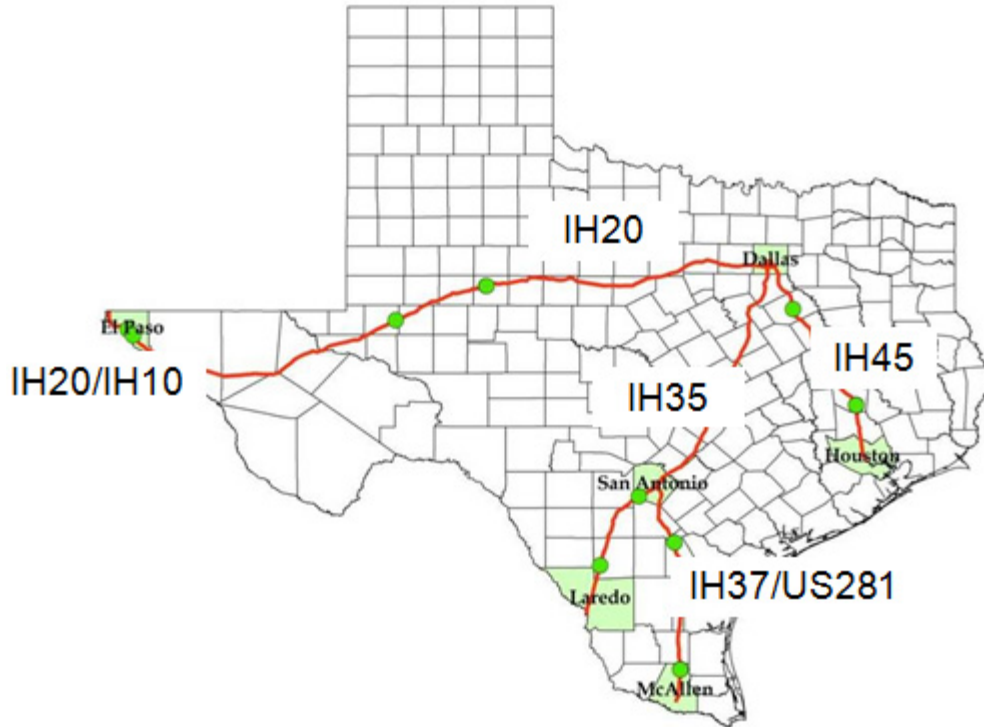 IH20
Dallas
El Paso
IH20/IH10
IH45
IH35
Houston
San Antonio
IH37/US281
Laredo
McAllen